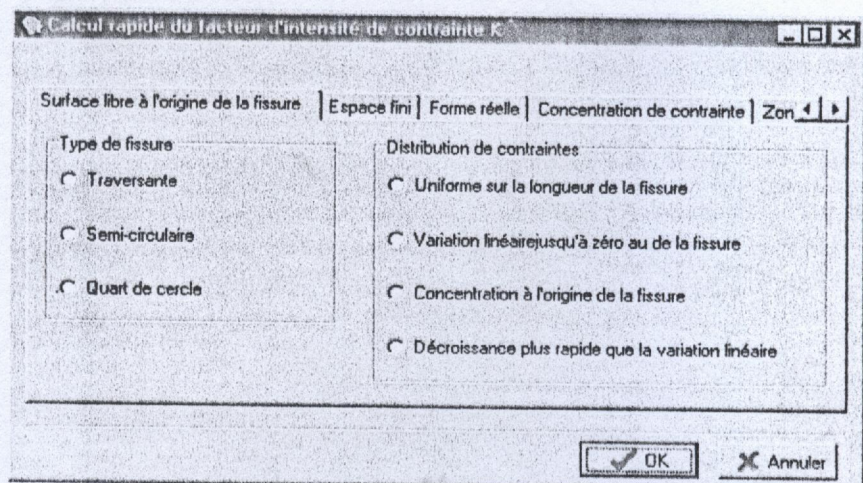 Calcul rapide du facteur d'intensité de contrainte K
Surface libre à l'origine de la fissure Espace fini Forme réelle Concentration de contrainte Zon
Type de fissure
Traversante
Semi-circulaire
Quart de cercle
Distribution de contraintes
Uniforme sur la longueur de la fissure
Variation linéairejusqu'à zéro au de la fissure
Concentration à l'origine de la fissure
Décroissance plus rapide que la variation linéaire
OK Annuler